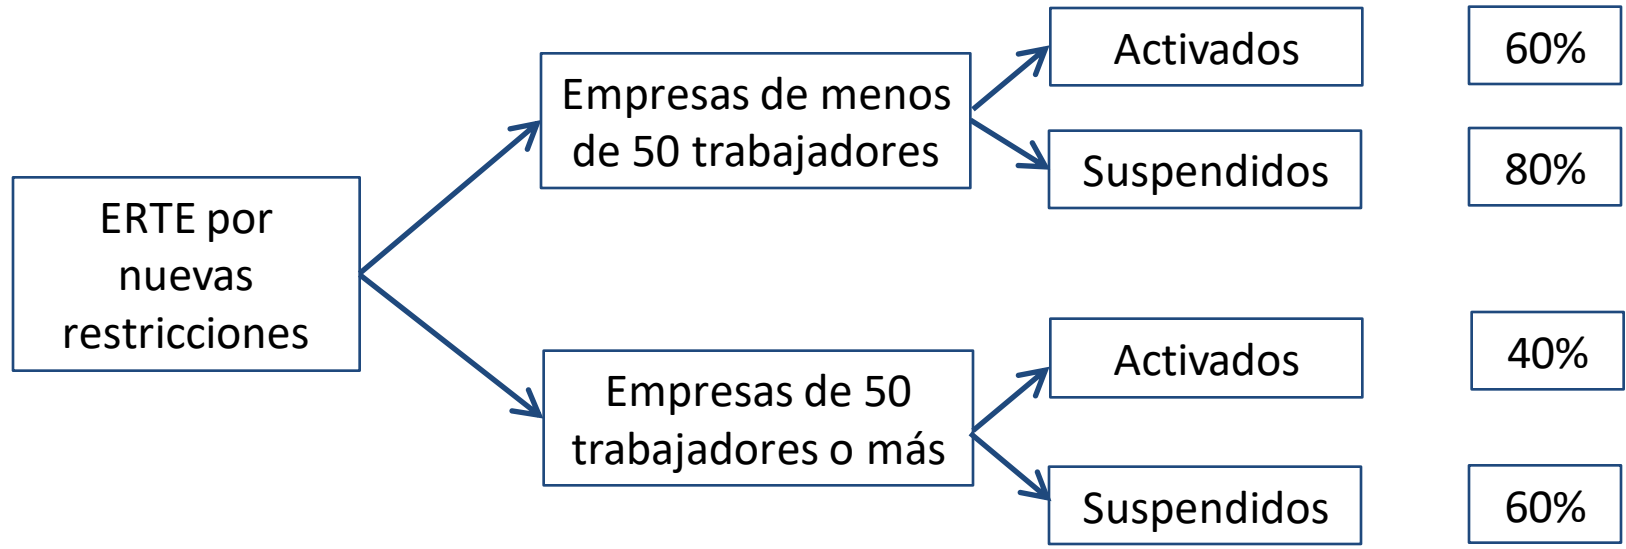 ERTE por
nuevas
restricciones
Empresas de menos
de 50 trabajadores
Activados
60%
Suspendidos
80%
Empresas de 50
trabajadores o más
Activados
40%
Suspendidos
60%